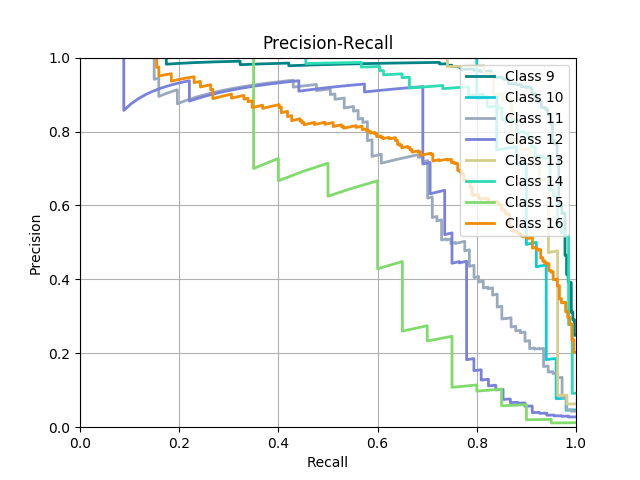 Precision-Recall
1.0
0.8
0.6
0.4
0.2
0.0
Precision
0.0 0.2 0.4 0.6 0.8 1.0
Recall
Class 9
Class 10
Class 11
Class 12
Class 13
Class 14
Class 15
Class 16